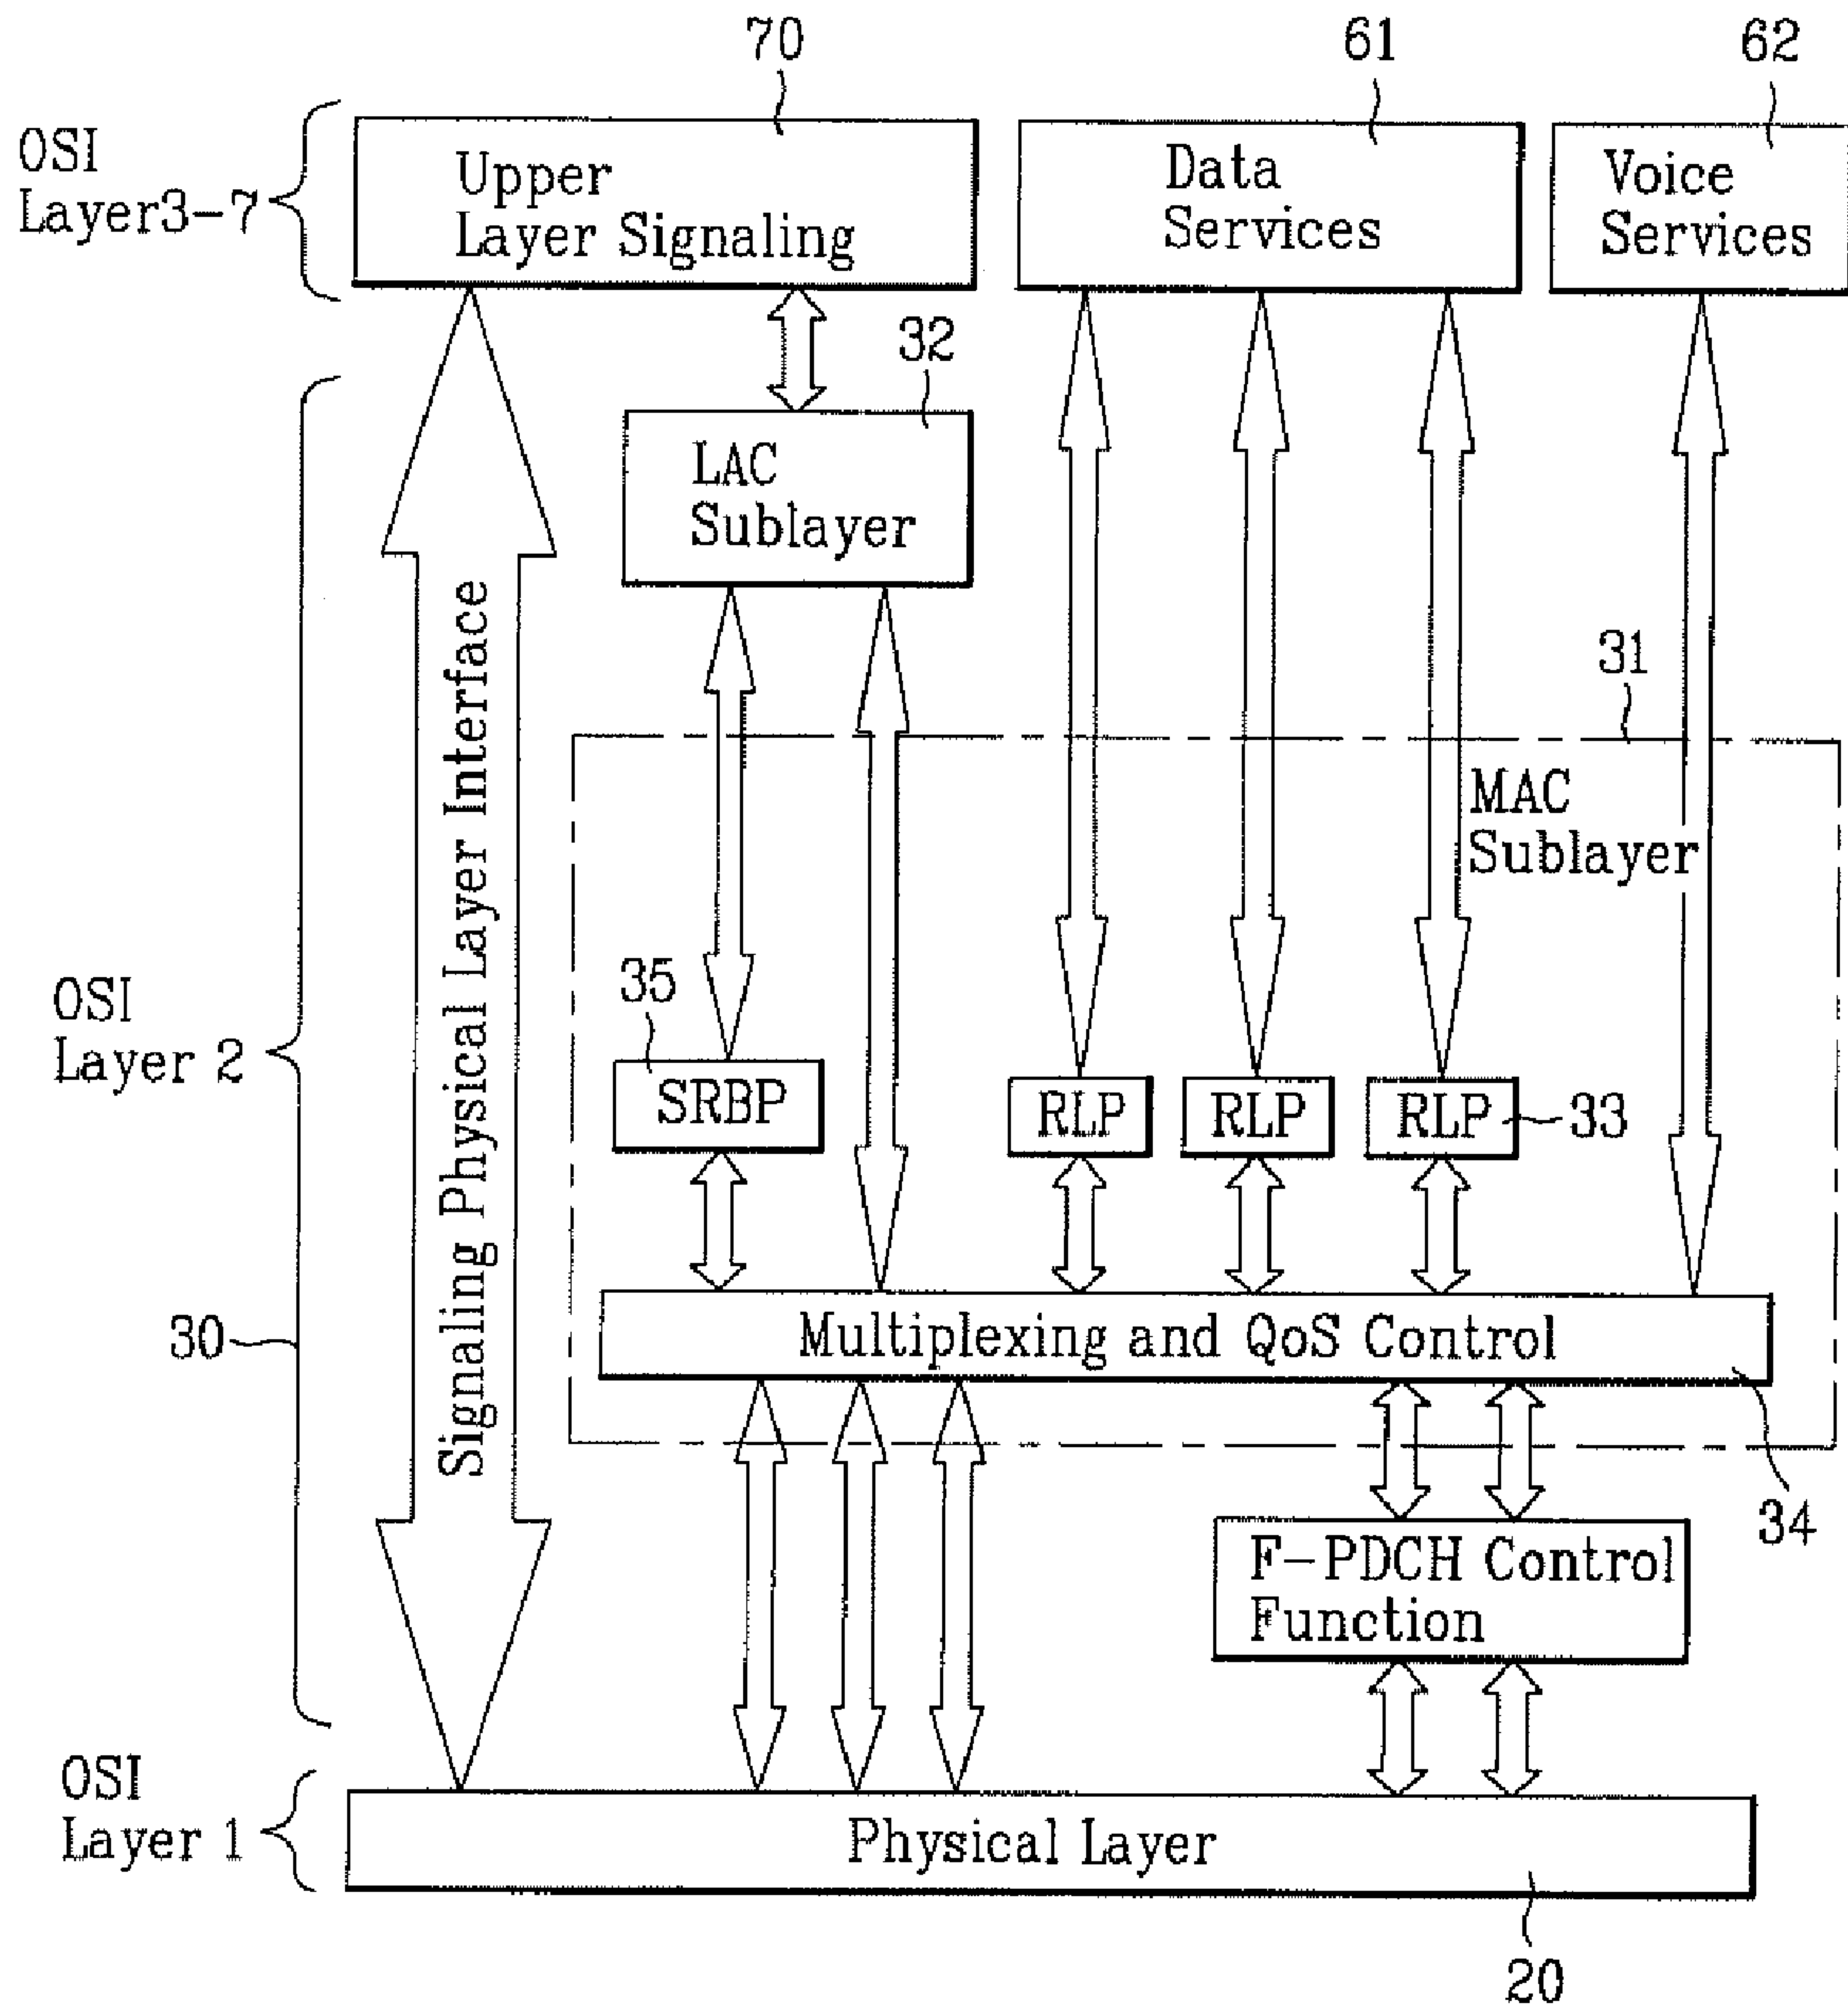 70
61
62
OSI
Layer3-7
Upper
Layer Signaling
Data
Services
Voice
Services
32
LAC
Sublayer
31
MAC
Sublayer
Signaling Physical Layer Interface
OSI
Layer 2
35
SRBP
RLP
RLP
RLP
33
30
Multiplexing and QoS Control
34
F-PDCH Control
Function
OSI
Layer 1
Physical Layer
20